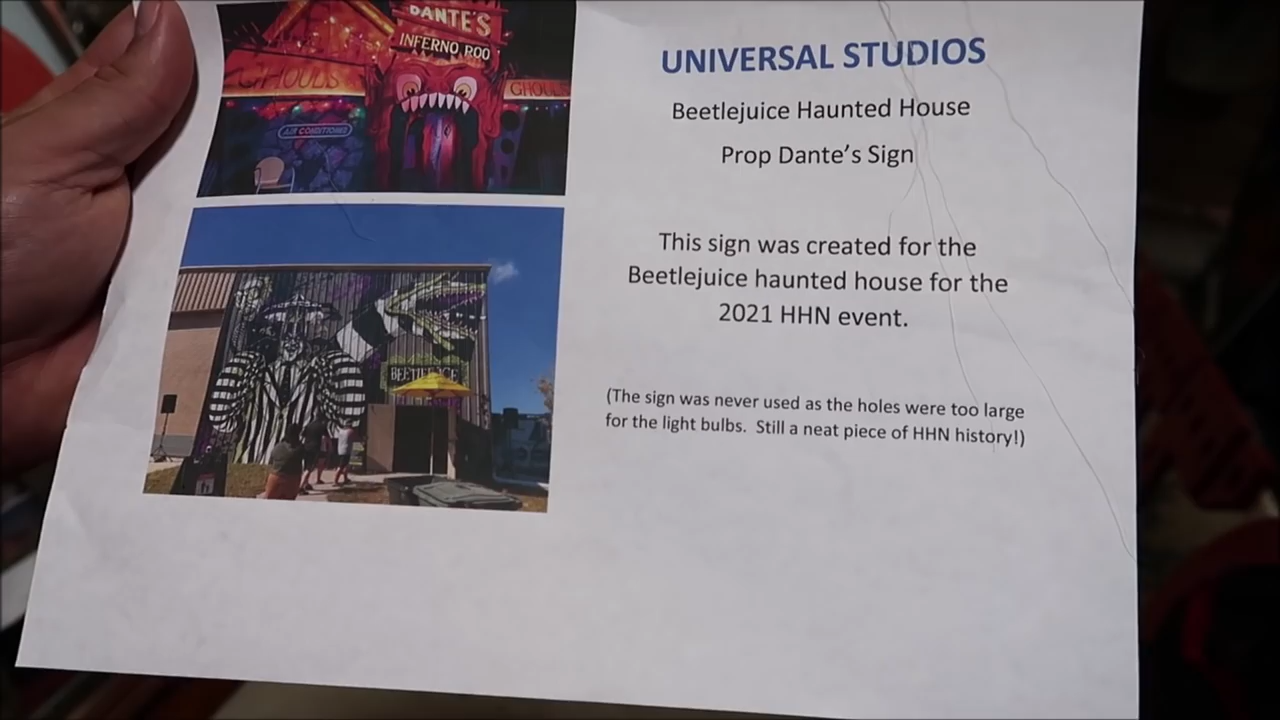 DANTE'S
INFERNO ROO
GHOULS
GHOULS
AIR CONDITIONED
BEETLEJUICE
UNIVERSAL STUDIOS
Beetlejuice Haunted House
Prop Dante's Sign
This sign was created for the
Beetlejuice haunted house for the
2021 HHN event.
(The sign was never used as the holes were too large
for the light bulbs. Still a neat piece of HHN history!)